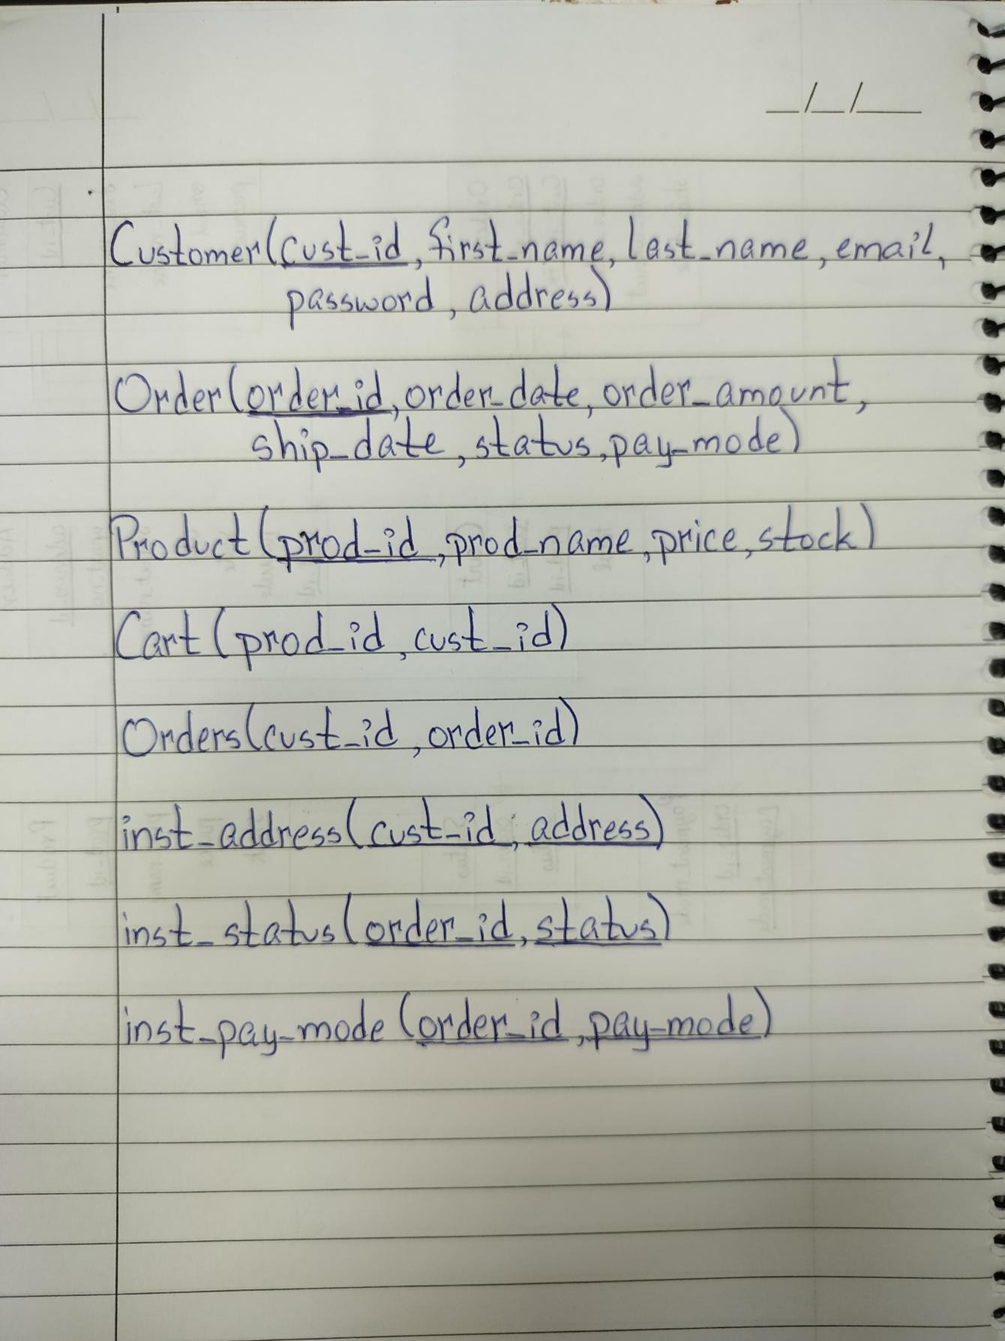 Customer(cust_id, first_name, last_name, email,
password, address)
Order(order_id, order_date, order_amount,
ship_date, status, pay_mode)
Product(prod_id, prod_name, price, stock)
Cart(prod_id, cust_id)
Orders(cust_id, order_id)
inst_address(cust_id, address)
inst_status(order_id, status)
inst_pay_mode(order_id, pay_mode)